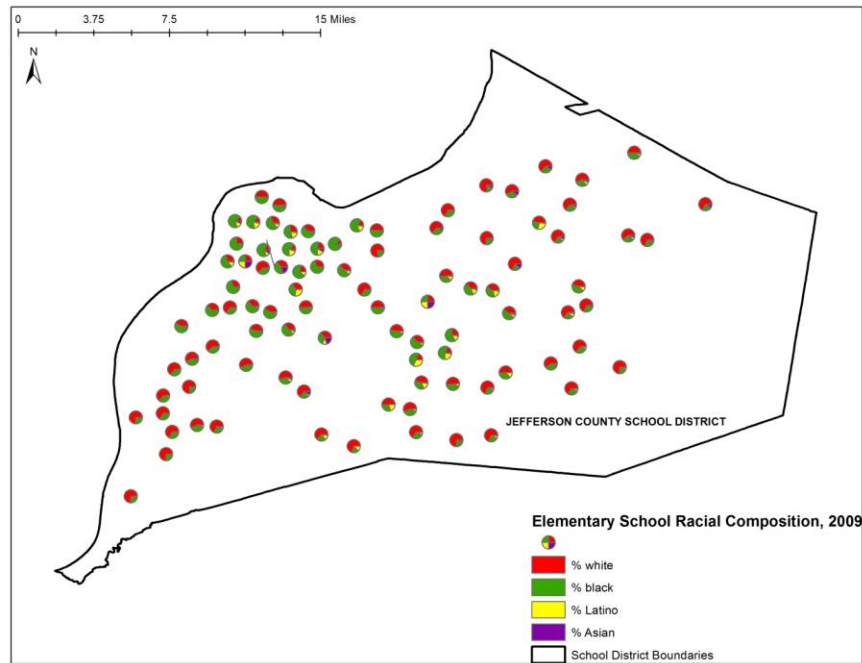 0 3.75 7.5 15 Miles
N
JEFFERSON COUNTY SCHOOL DISTRICT
Elementary School Racial Composition, 2009
% white
% black
% Latino
% Asian
School District Boundaries